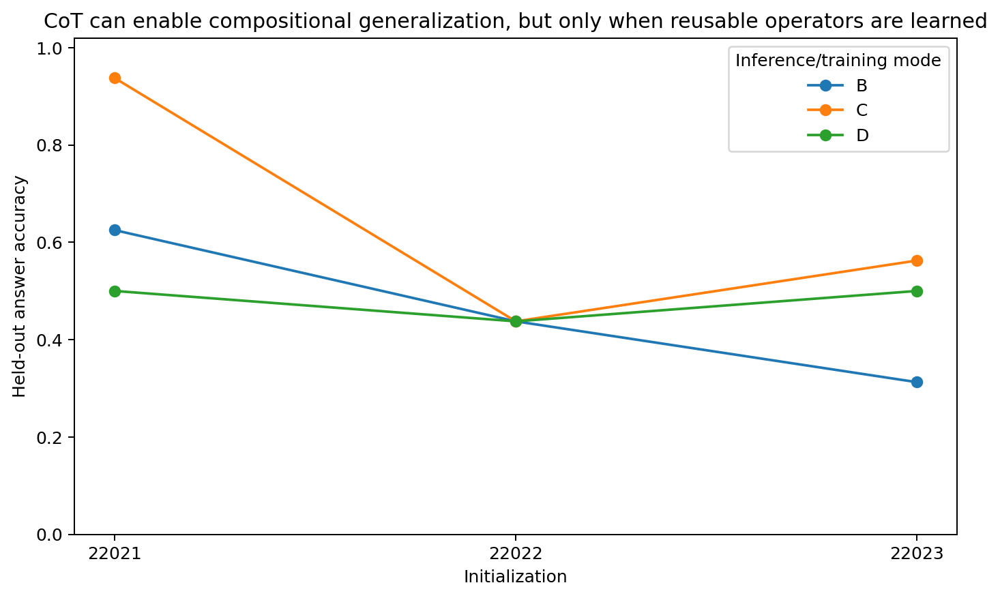 CoT can enable compositional generalization, but only when reusable operators are learned
Inference/training mode
B
C
D
Held-out answer accuracy
1.0
0.8
0.6
0.4
0.2
0.0
22021
22022
22023
Initialization